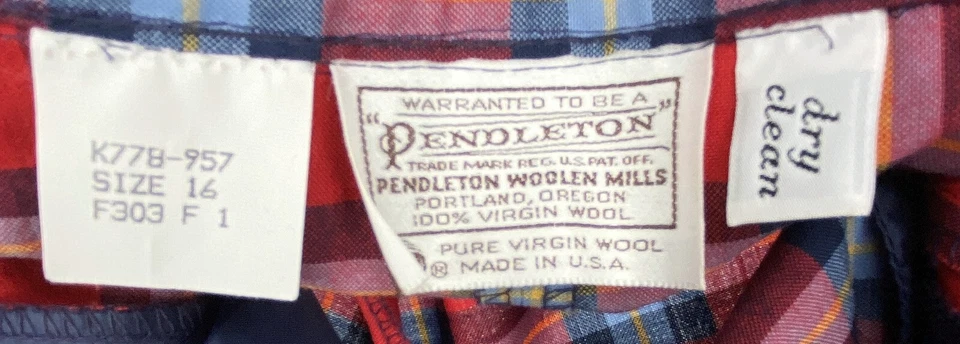 K778-957
SIZE 16
F303 F 1
WARRANTED TO BE A
"PENDLETON"
TRADE MARK REG. U.S. PAT. OFF.
PENDLETON WOOLEN MILLS
PORTLAND, OREGON
100% VIRGIN WOOL
PURE VIRGIN WOOL
® MADE IN U.S.A.
dry
clean